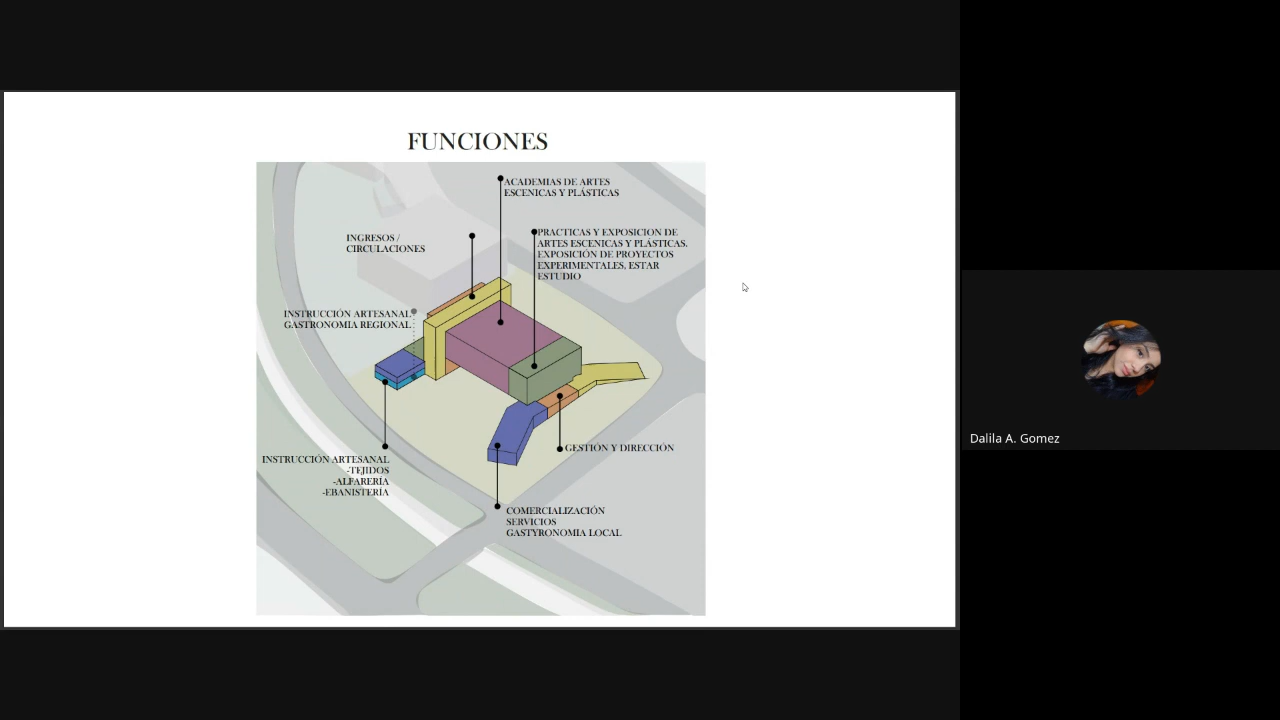 FUNCIONES
ACADEMIAS DE ARTES
ESCENICAS Y PLÁSTICAS
PRACTICAS Y EXPOSICION DE
ARTES ESCENICAS Y PLÁSTICAS.
EXPOSICIÓN DE PROYECTOS
EXPERIMENTALES, ESTAR
ESTUDIO
INGRESOS /
CIRCULACIONES
INSTRUCCIÓN ARTESANAL
GASTRONOMIA REGIONAL
INSTRUCCIÓN ARTESANAL
-TEJIDOS
-ALFARERÍA
-EBANISTERÍA
GESTIÓN Y DIRECCIÓN
COMERCIALIZACIÓN
SERVICIOS
GASTYRONOMIA LOCAL
Dalila A. Gomez